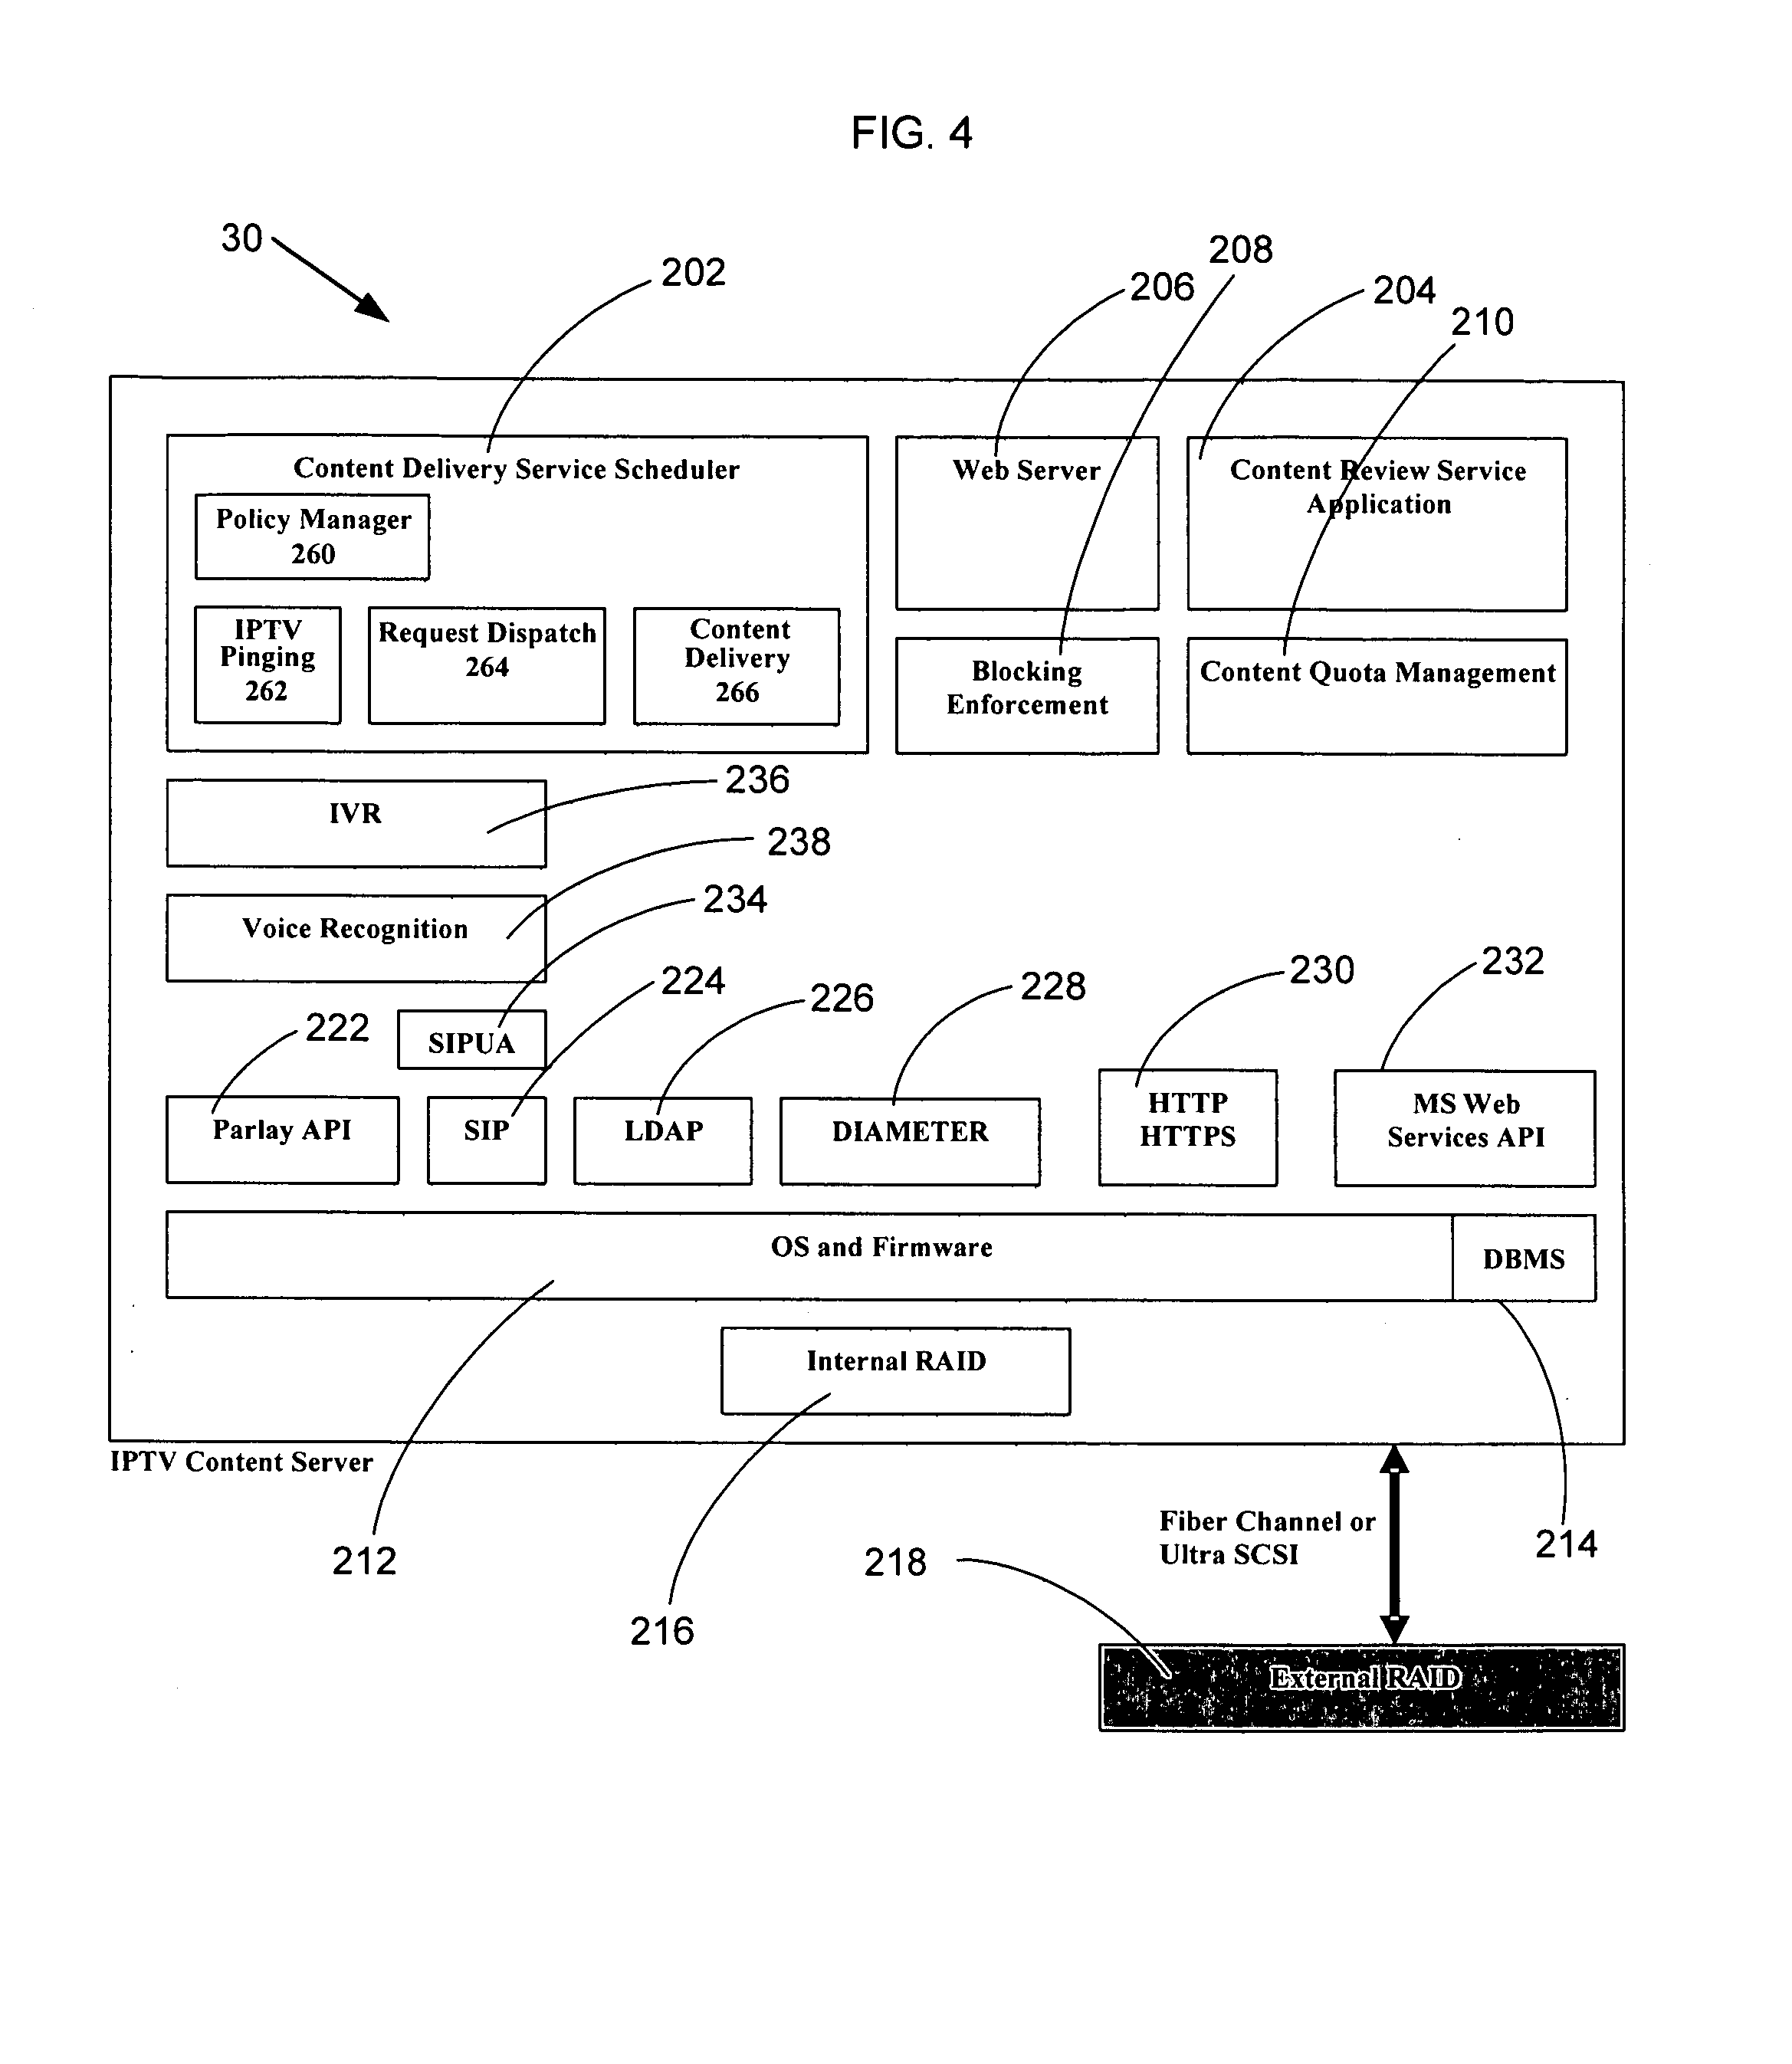 FIG. 4
30
202
206
208
204
210
Content Delivery Service Scheduler
Policy Manager
260
IPTV
Pinging
262
Request Dispatch
264
Content
Delivery
266
Web Server
Content Review Service
Application
Blocking
Enforcement
Content Quota Management
IVR
236
Voice Recognition
238
234
SIPUA
222
224
226
228
230
232
Parlay API
SIP
LDAP
DIAMETER
HTTP
HTTPS
MS Web
Services API
OS and Firmware
DBMS
Internal RAID
IPTV Content Server
212
216
218
Fiber Channel or
Ultra SCSI
214
External RAID